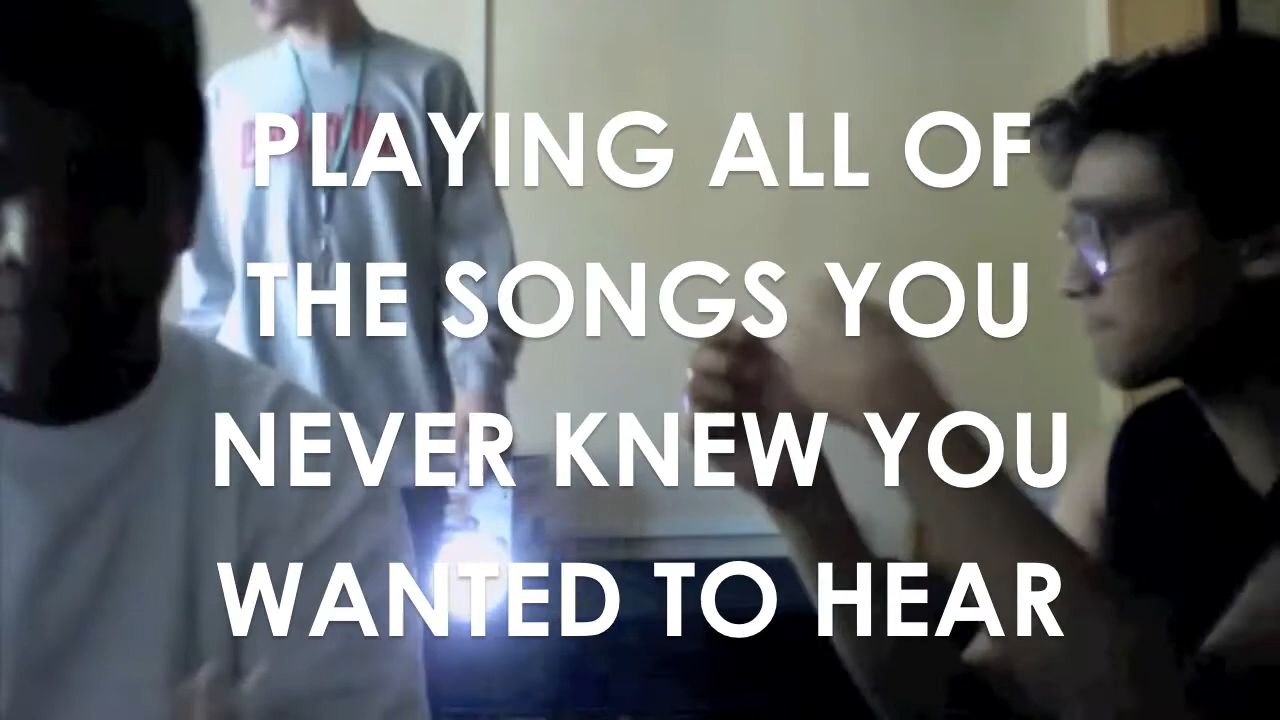 PLAYING ALL OF
THE SONGS YOU
NEVER KNEW YOU
WANTED TO HEAR